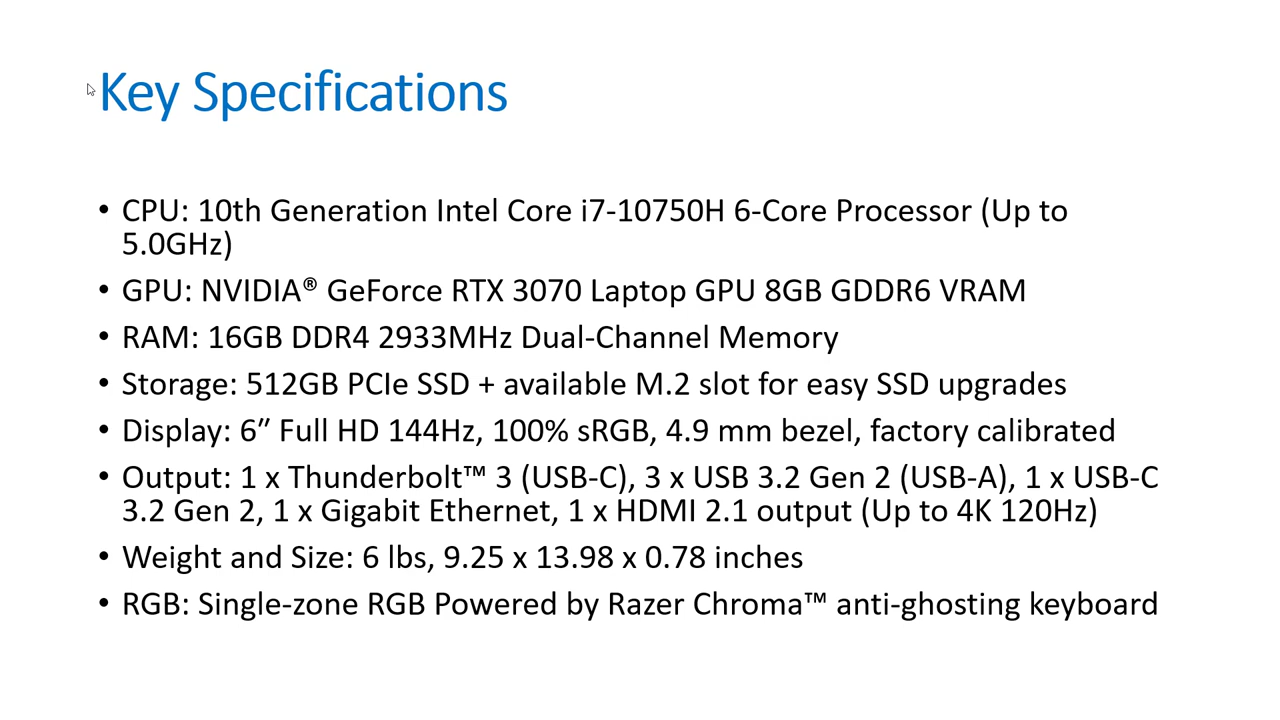 Key Specifications
• CPU: 10th Generation Intel Core i7-10750H 6-Core Processor (Up to
5.0GHz)
• GPU: NVIDIA® GeForce RTX 3070 Laptop GPU 8GB GDDR6 VRAM
• RAM: 16GB DDR4 2933MHz Dual-Channel Memory
• Storage: 512GB PCIe SSD + available M.2 slot for easy SSD upgrades
• Display: 6″ Full HD 144Hz, 100% sRGB, 4.9 mm bezel, factory calibrated
• Output: 1 x Thunderbolt™ 3 (USB-C), 3 x USB 3.2 Gen 2 (USB-A), 1 x USB-C
3.2 Gen 2, 1 x Gigabit Ethernet, 1 x HDMI 2.1 output (Up to 4K 120Hz)
• Weight and Size: 6 lbs, 9.25 x 13.98 x 0.78 inches
• RGB: Single-zone RGB Powered by Razer Chroma™ anti-ghosting keyboard